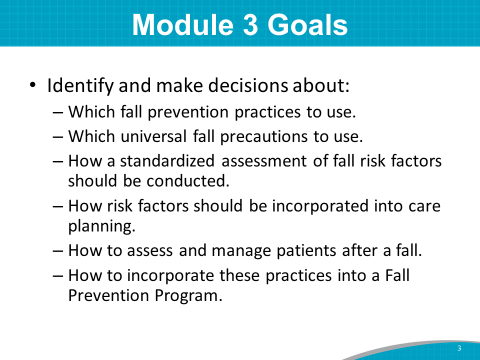 Module 3 Goals
• Identify and make decisions about:
– Which fall prevention practices to use.
– Which universal fall precautions to use.
– How a standardized assessment of fall risk factors
should be conducted.
– How risk factors should be incorporated into care
planning.
– How to assess and manage patients after a fall.
– How to incorporate these practices into a Fall
Prevention Program.
3